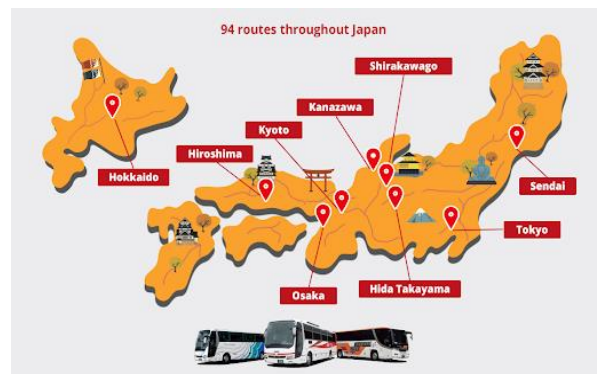 94 routes throughout Japan
Shirakawago
Kanazawa
Kyoto
Hiroshima
Hokkaido
Sendai
Tokyo
Hida Takayama
Osaka